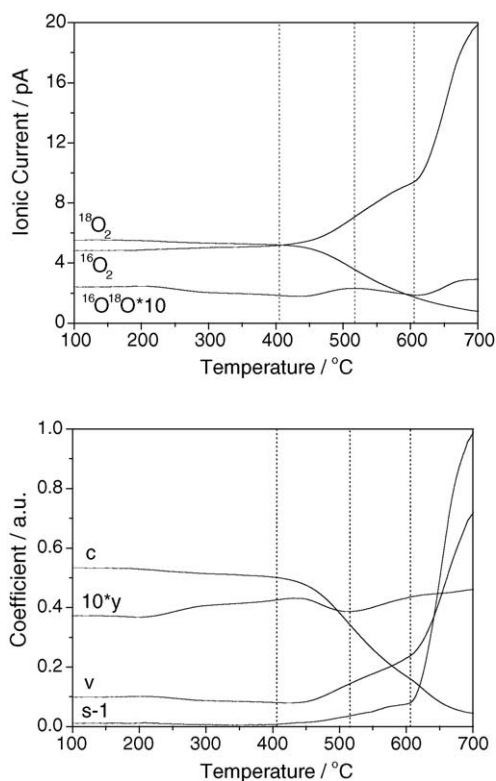 20
16
12
8
4
0
Ionic Current / pA
¹⁸O₂
¹⁶O₂
¹⁶O¹⁸O*10
100 200 300 400 500 600 700
Temperature / °C
1.0
0.8
0.6
0.4
0.2
0.0
Coefficient / a.u.
c
10*y
v
s-1
100 200 300 400 500 600 700
Temperature / °C